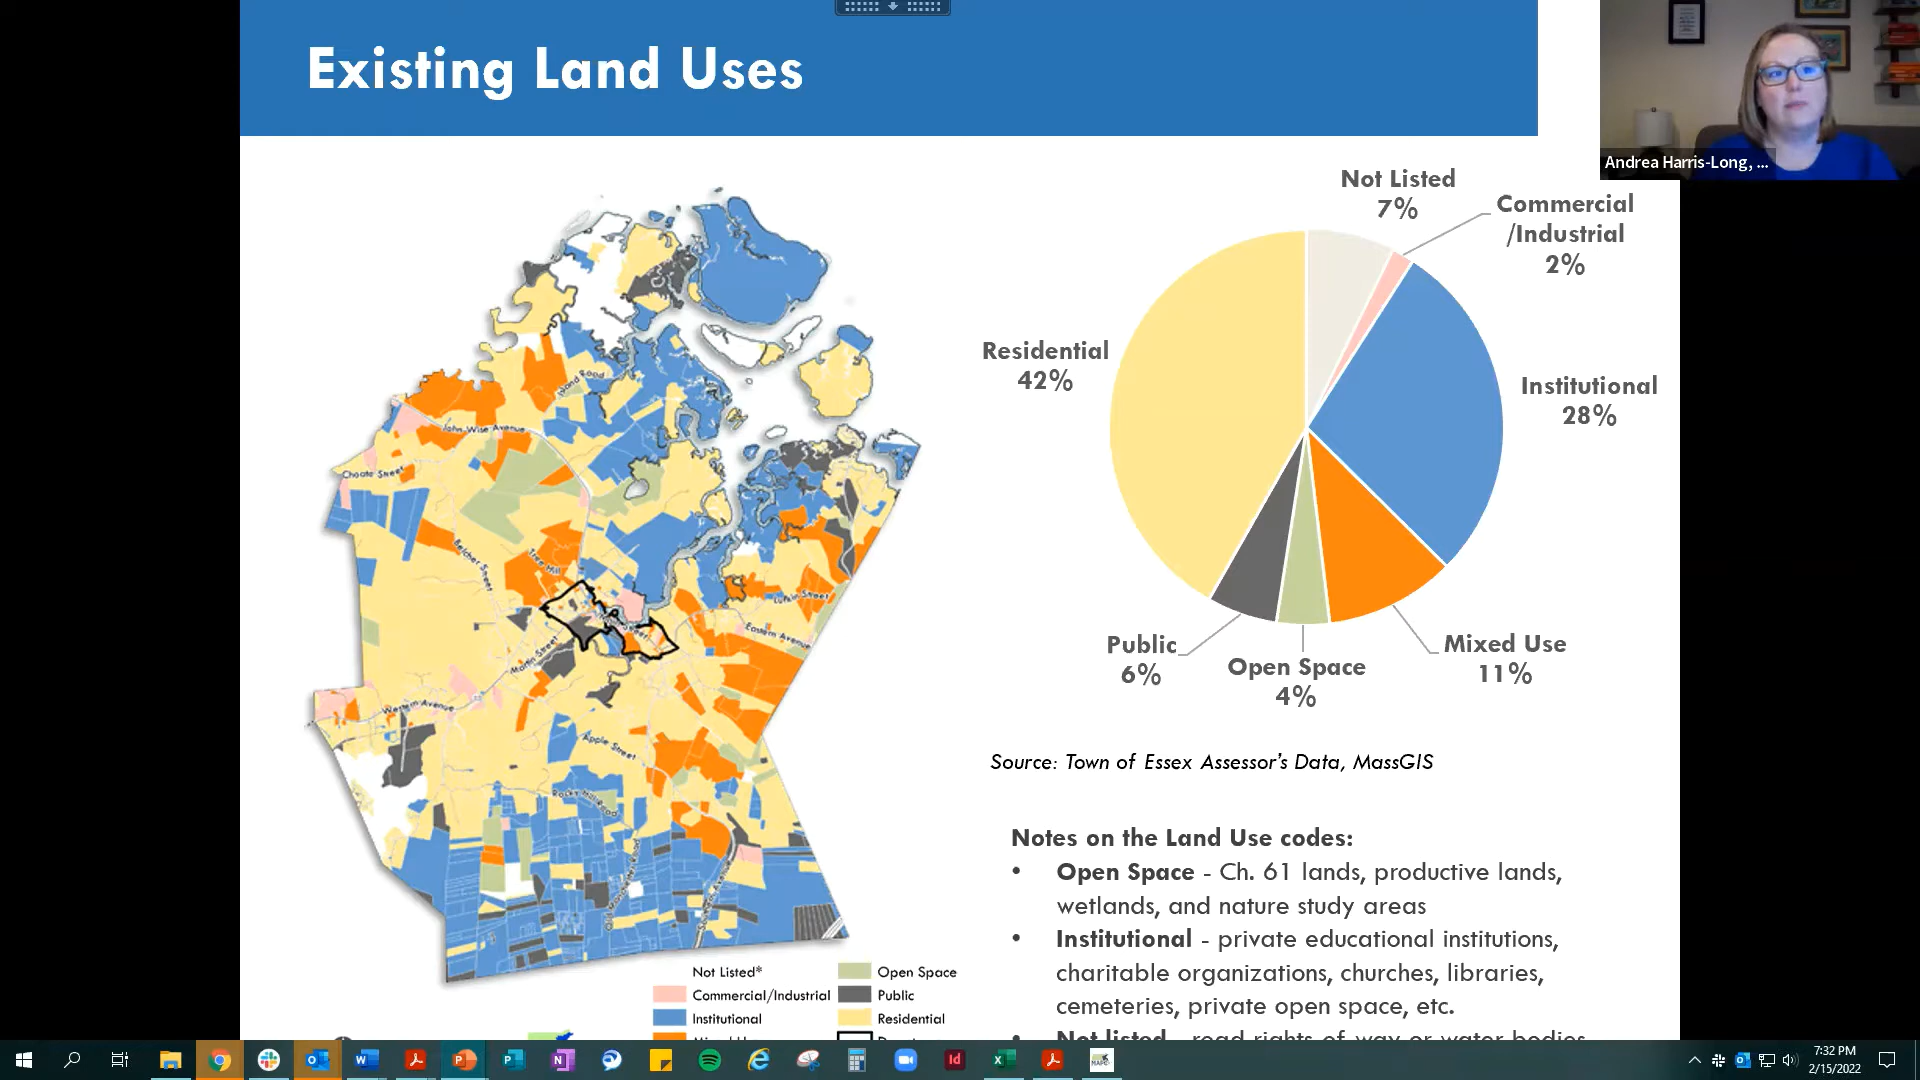 Existing Land Uses
Andrea Harris-Long, ...
Not Listed
7%
Commercial
/Industrial
2%
Residential
42%
Institutional
28%
Public
6%
Open Space
4%
Mixed Use
11%
Island Road
John Wise Avenue
Choate Street
Belcher Street
Tree Hill
Lufkin Street
Eastern Avenue
Martin Street
Western Avenue
Apple Street
Source: Town of Essex Assessor's Data, MassGIS
Notes on the Land Use codes:
• Open Space - Ch. 61 lands, productive lands,
wetlands, and nature study areas
• Institutional - private educational institutions,
charitable organizations, churches, libraries,
cemeteries, private open space, etc.
• Not listed - road rights of way or water bodies
Not Listed*
Commercial/Industrial
Institutional
Open Space
Public
Residential
7:32 PM
2/15/2022